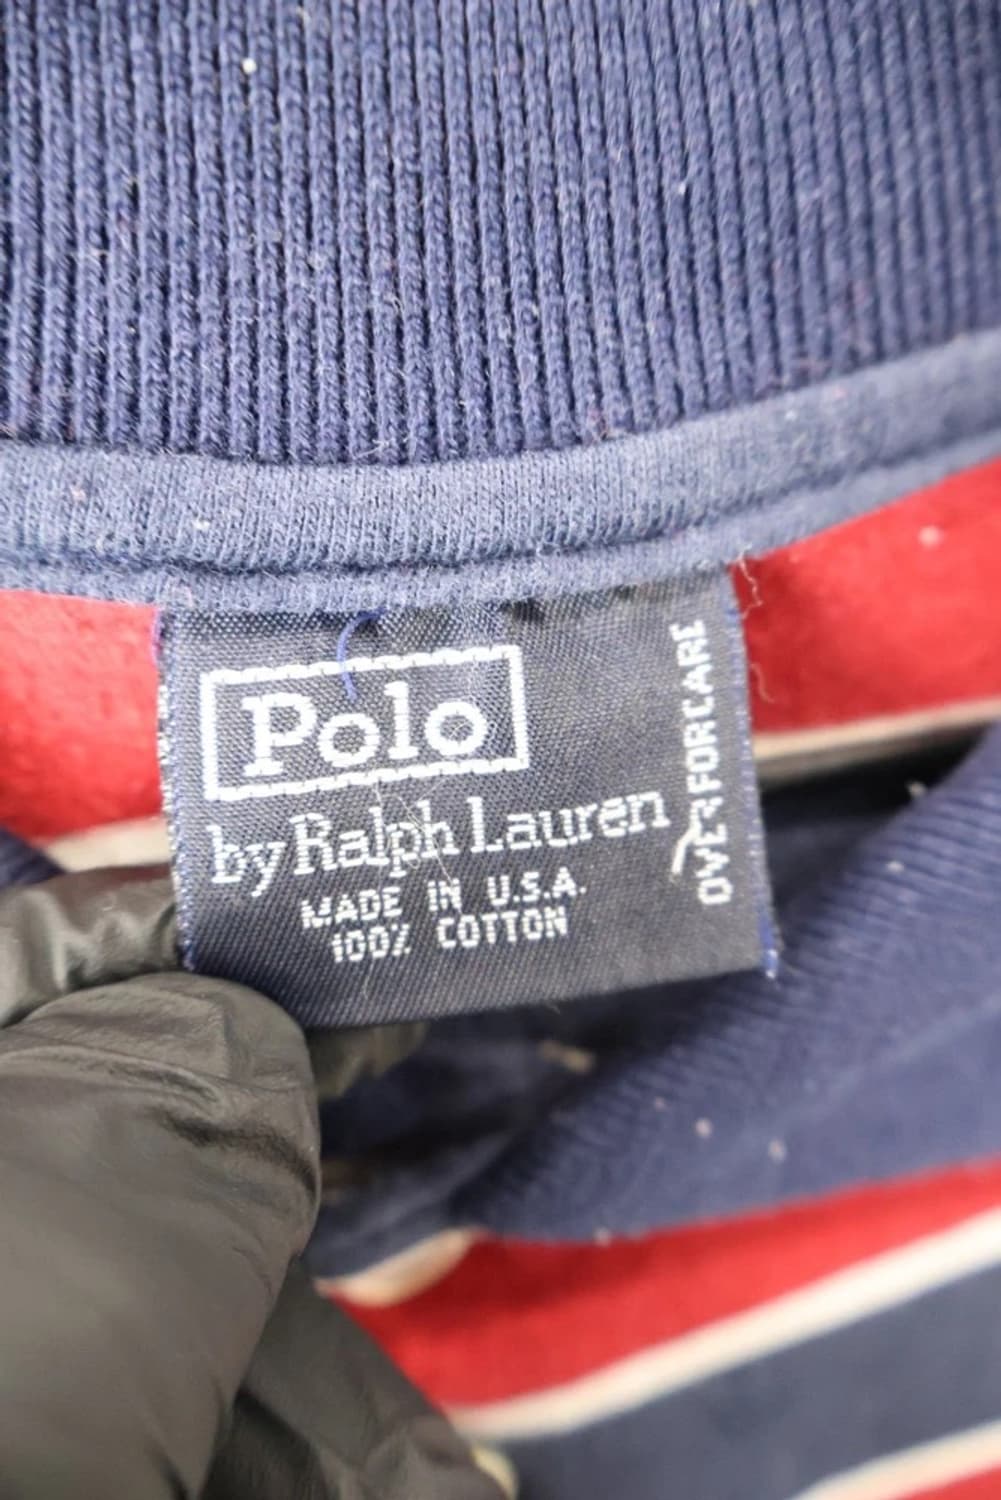 Polo
by Ralph Lauren
MADE IN U.S.A.
100% COTTON
OVER FOR CARE